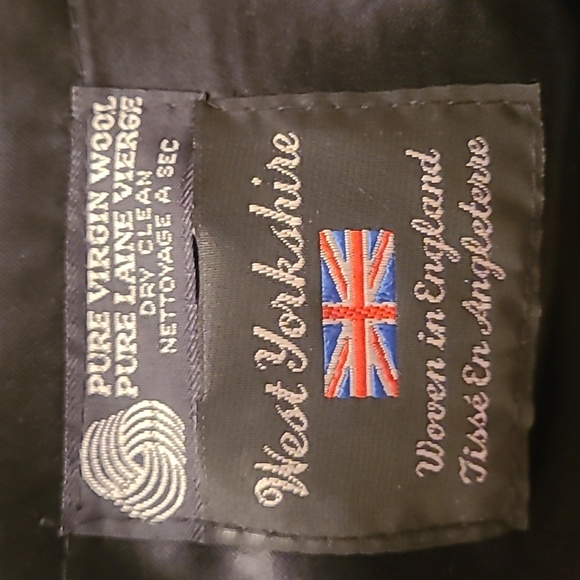 PURE VIRGIN WOOL
PURE LAINE VIERGE
DRY CLEAN
NETTOYAGE A SEC
West Yorkshire
Woven in England
Tissé En Angleterre